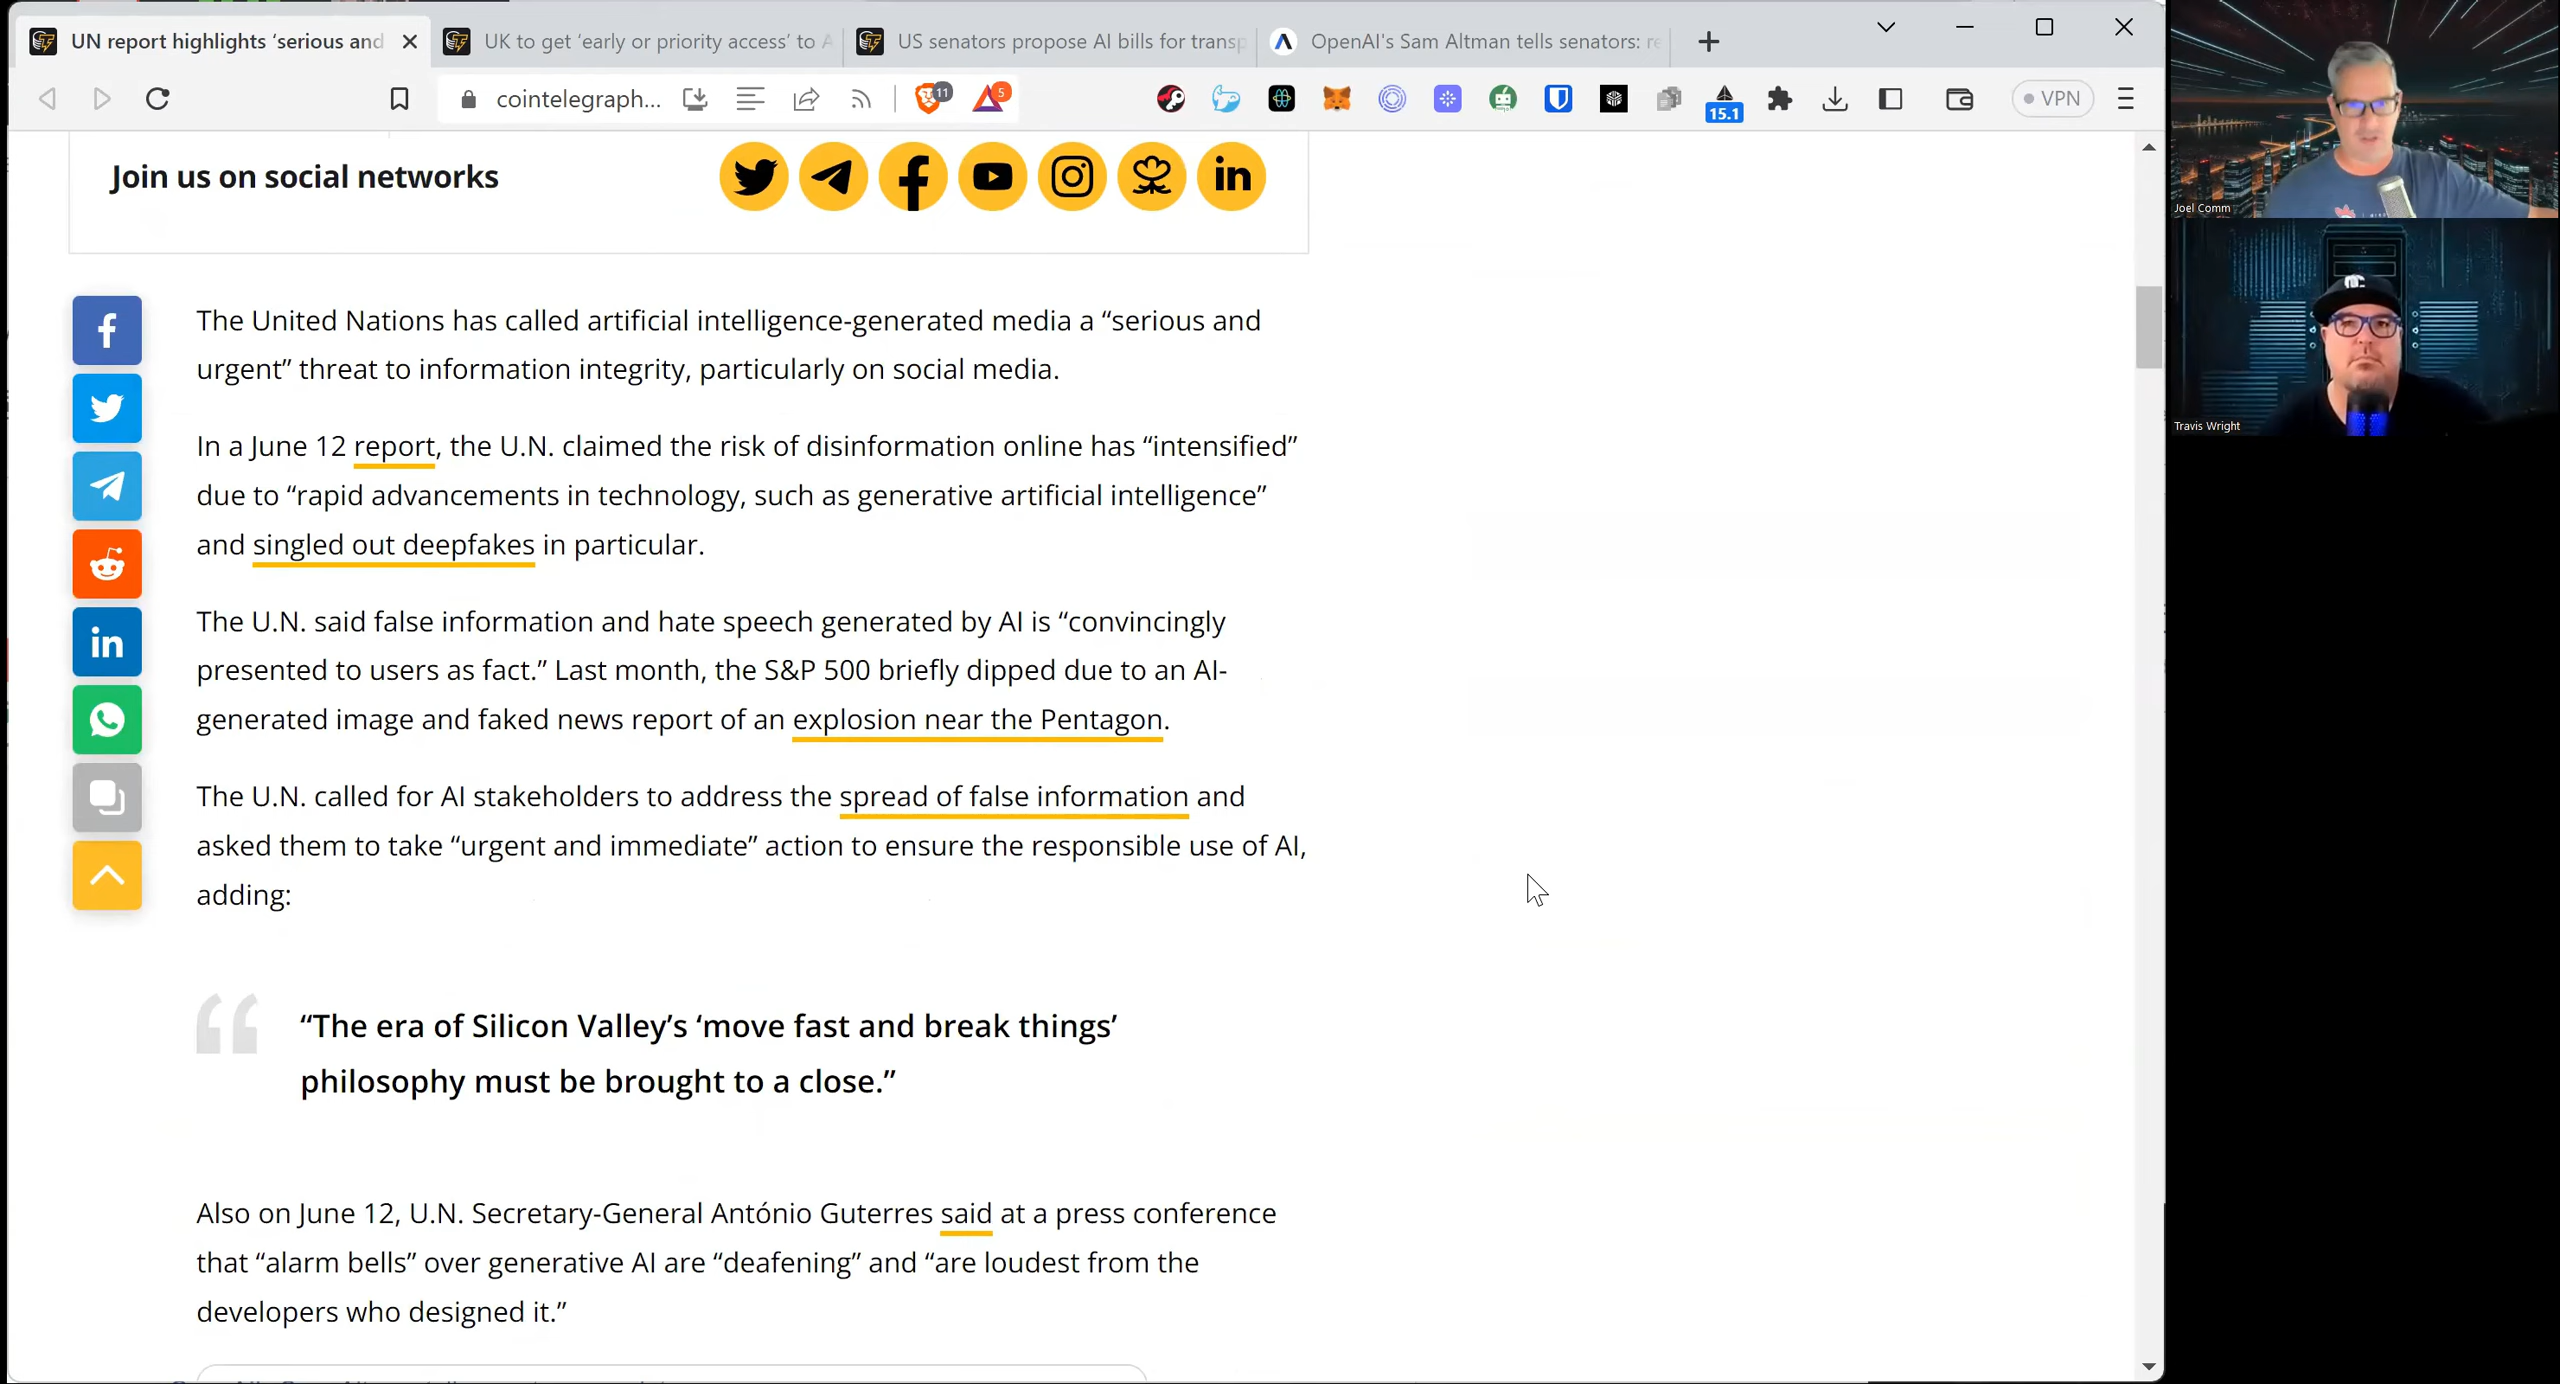 UN report highlights ‘serious and
UK to get ‘early or priority access’ to A
US senators propose AI bills for transp
OpenAI's Sam Altman tells senators: re
cointelegraph...
11
5
15.1
VPN
Join us on social networks
The United Nations has called artificial intelligence-generated media a “serious and
urgent” threat to information integrity, particularly on social media.
In a June 12 report, the U.N. claimed the risk of disinformation online has “intensified”
due to “rapid advancements in technology, such as generative artificial intelligence”
and singled out deepfakes in particular.
The U.N. said false information and hate speech generated by AI is “convincingly
presented to users as fact.” Last month, the S&P 500 briefly dipped due to an AI-
generated image and faked news report of an explosion near the Pentagon.
The U.N. called for AI stakeholders to address the spread of false information and
asked them to take “urgent and immediate” action to ensure the responsible use of AI,
adding:
“The era of Silicon Valley’s ‘move fast and break things’
philosophy must be brought to a close.”
Also on June 12, U.N. Secretary-General António Guterres said at a press conference
that “alarm bells” over generative AI are “deafening” and “are loudest from the
developers who designed it.”
Joel Comm
Travis Wright